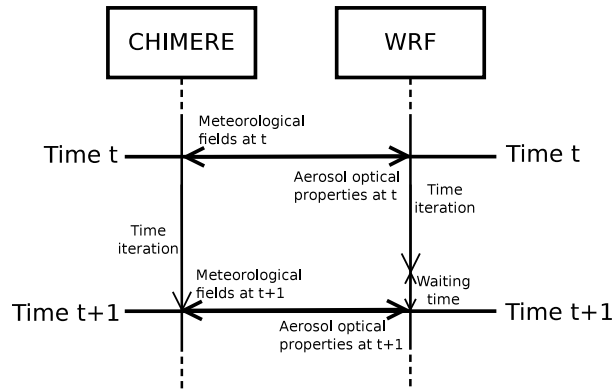 CHIMERE
WRF
Meteorological
fields at t
Time t
Time t
Aerosol optical
properties at t
Time
iteration
Time
iteration
Meteorological
fields at t+1
Waiting
time
Time t+1
Time t+1
Aerosol optical
properties at t+1